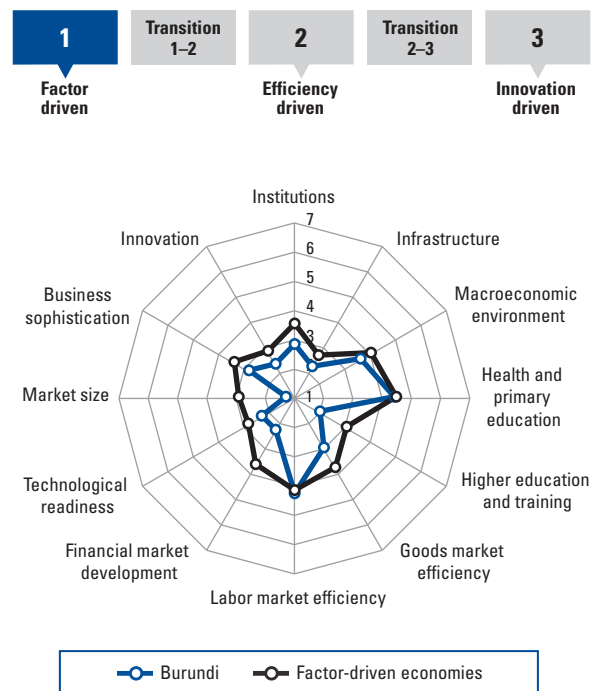 1
Transition
1–2
2
Transition
2–3
3
Factor
driven
Efficiency
driven
Innovation
driven
Institutions
7
Innovation
6
Infrastructure
5
Business
sophistication
Macroeconomic
environment
4
3
Market size
1
Health and
primary
education
Technological
readiness
Higher education
and training
Financial market
development
Goods market
efficiency
Labor market efficiency
Burundi
Factor-driven economies